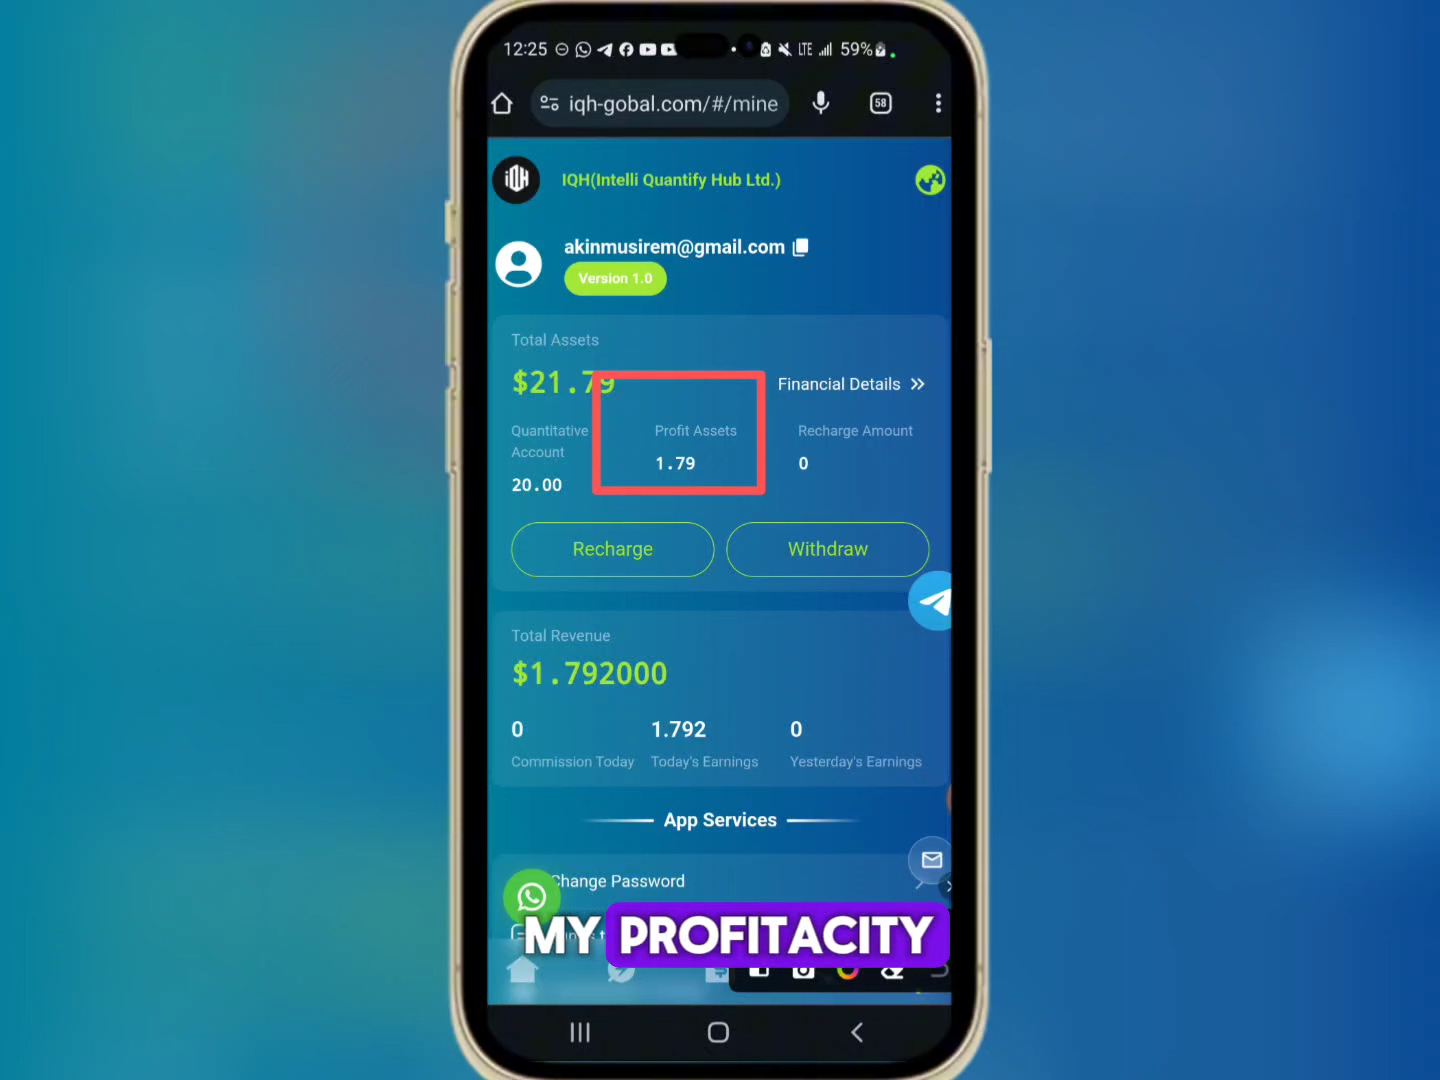 12:25 LTE 59%
iqh-gobal.com/#/mine 58
iQH IQH(Intelli Quantify Hub Ltd.)
akinmusirem@gmail.com
Version 1.0
Total Assets
$21.79 Financial Details
Quantitative Account Profit Assets Recharge Amount
20.00 1.79 0
Recharge Withdraw
Total Revenue
$1.792000
0 1.792 0
Commission Today Today's Earnings Yesterday's Earnings
App Services
Change Password
MY PROFITACITY